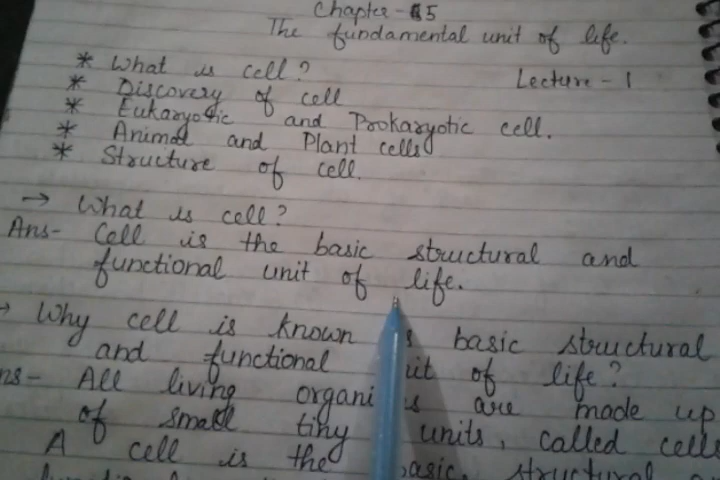 Chapter - 5
The fundamental unit of life.
* What is cell?
Lecture - 1
* Discovery of cell
* Eukaryotic and Prokaryotic cell.
* Animal and Plant cells
* Structure of cell.
→ What is cell?
Ans- Cell is the basic structural and
functional unit of life.
→ Why cell is known basic structural
and functional of life?
Ans- All living are made up
of small tiny units, called cells
A cell is the basic structural